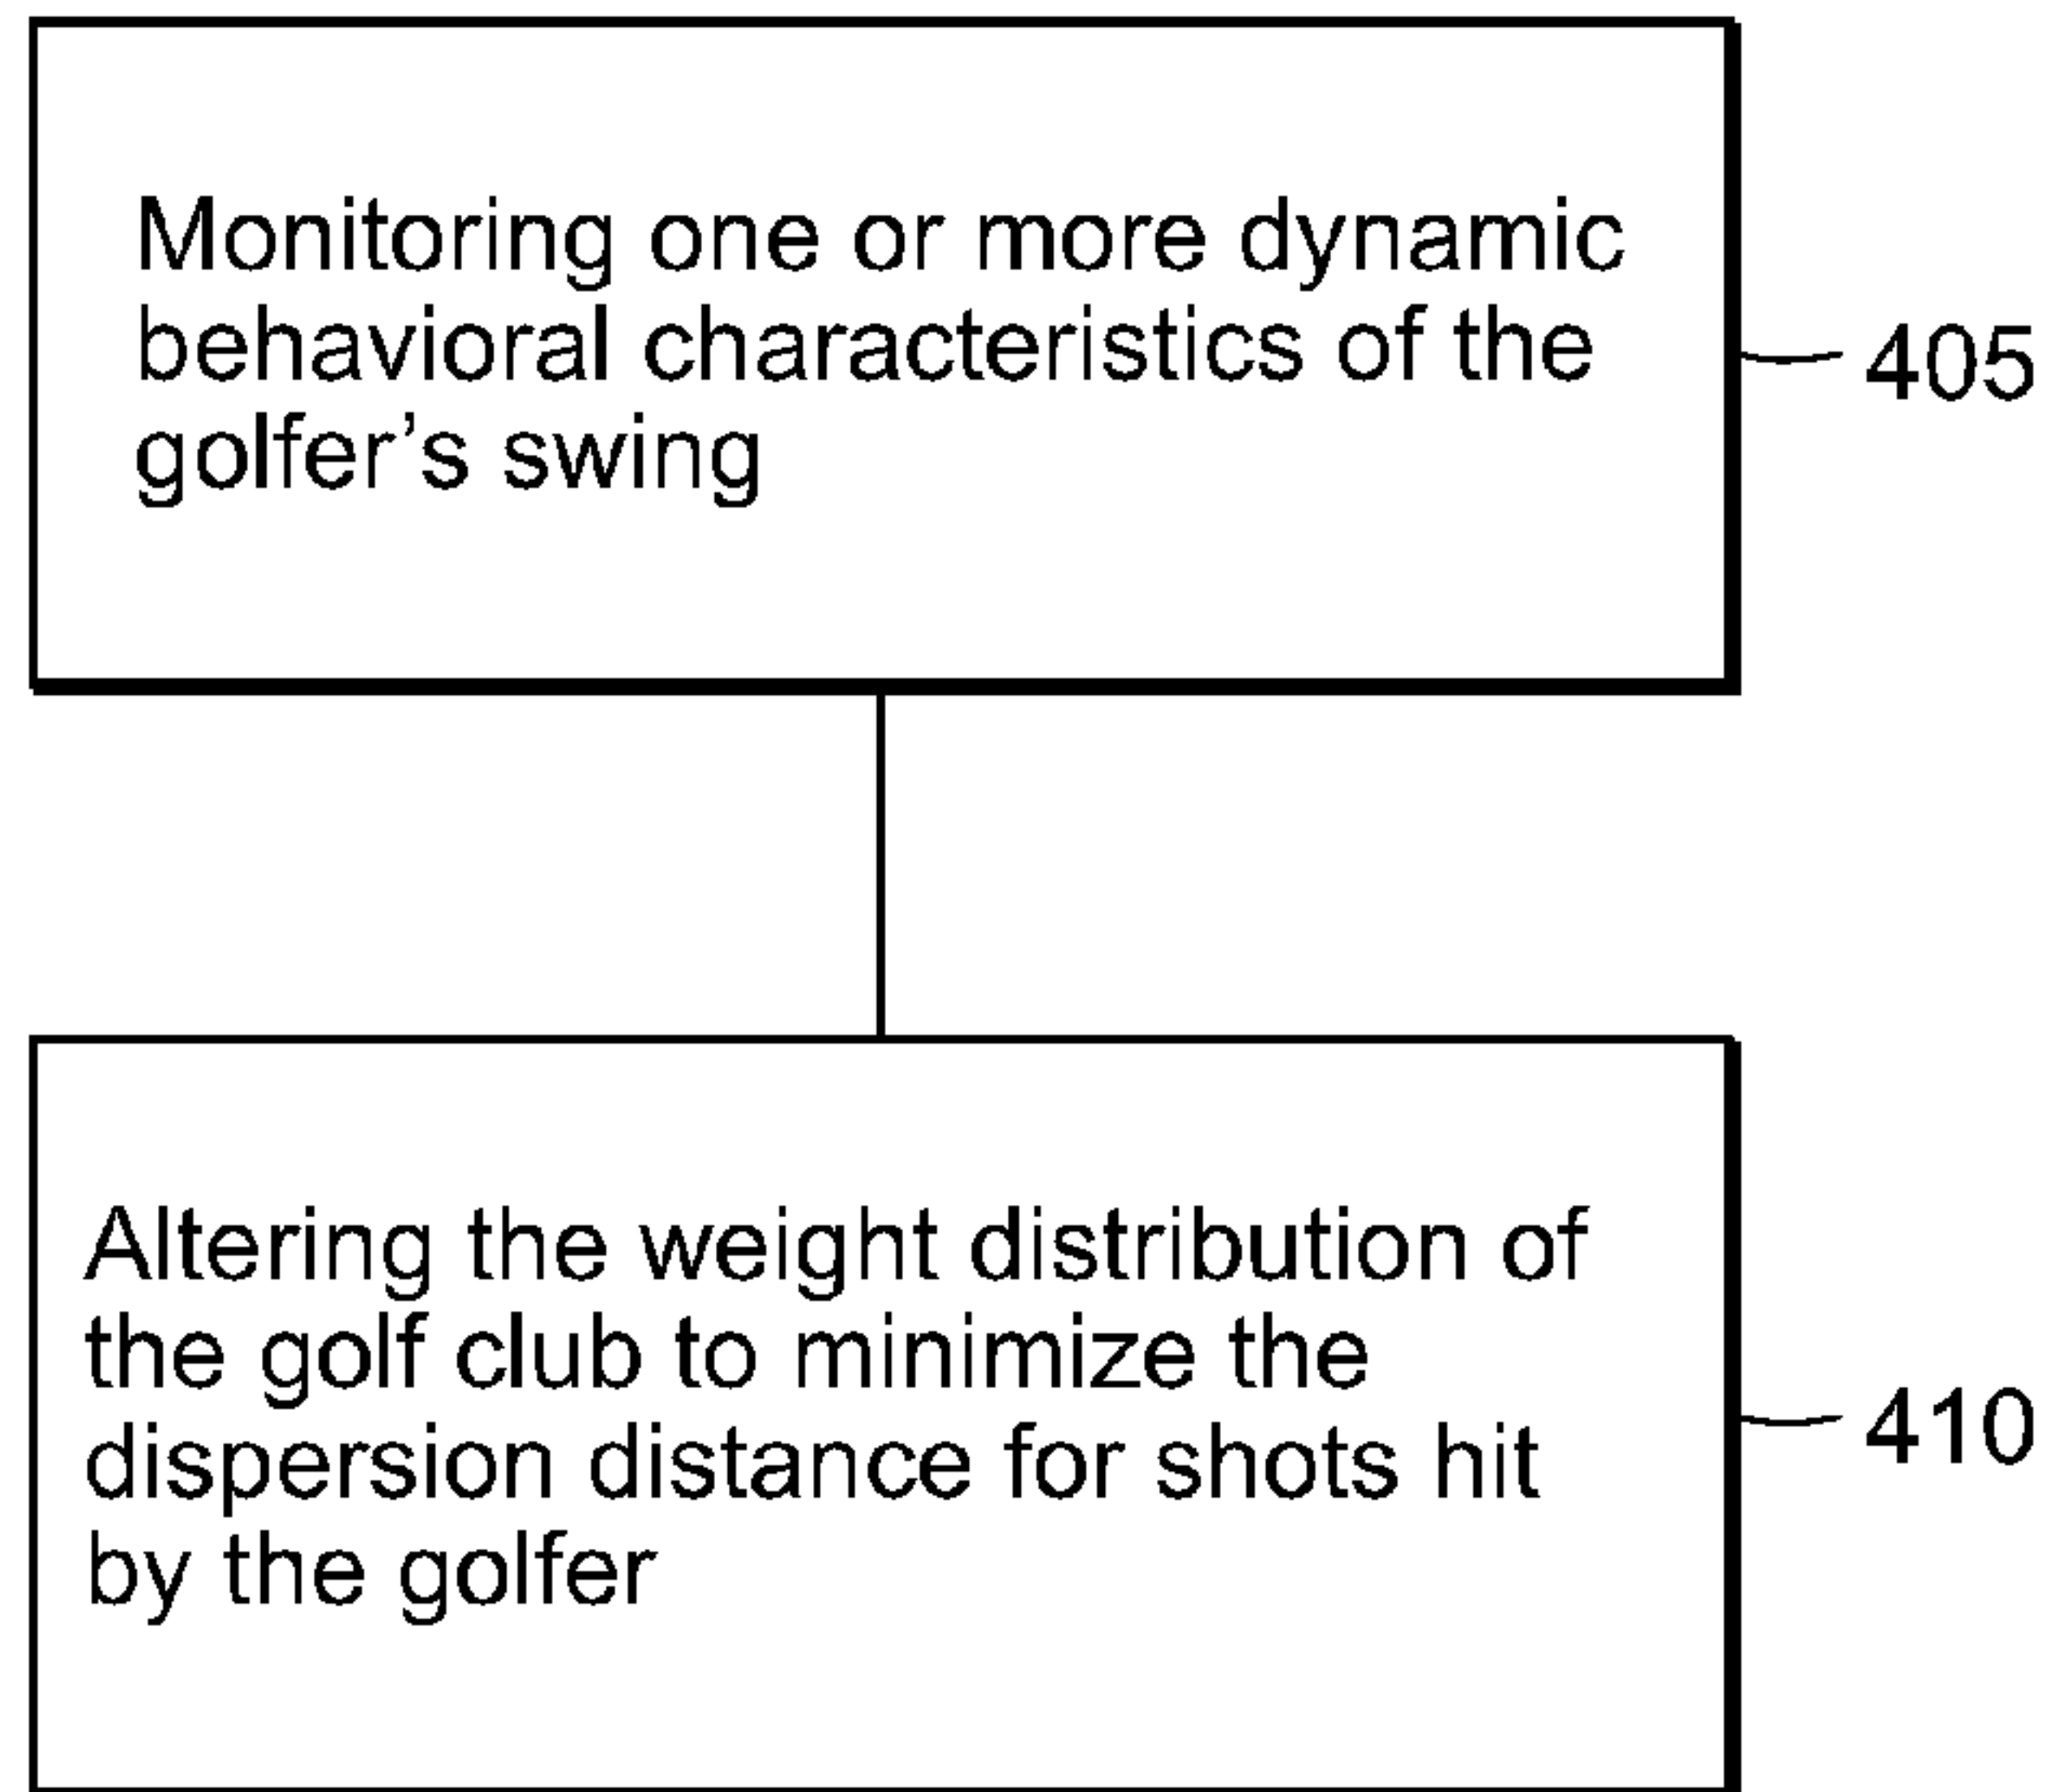 Monitoring one or more dynamic
behavioral characteristics of the
golfer’s swing
405
Altering the weight distribution of
the golf club to minimize the
dispersion distance for shots hit
by the golfer
410